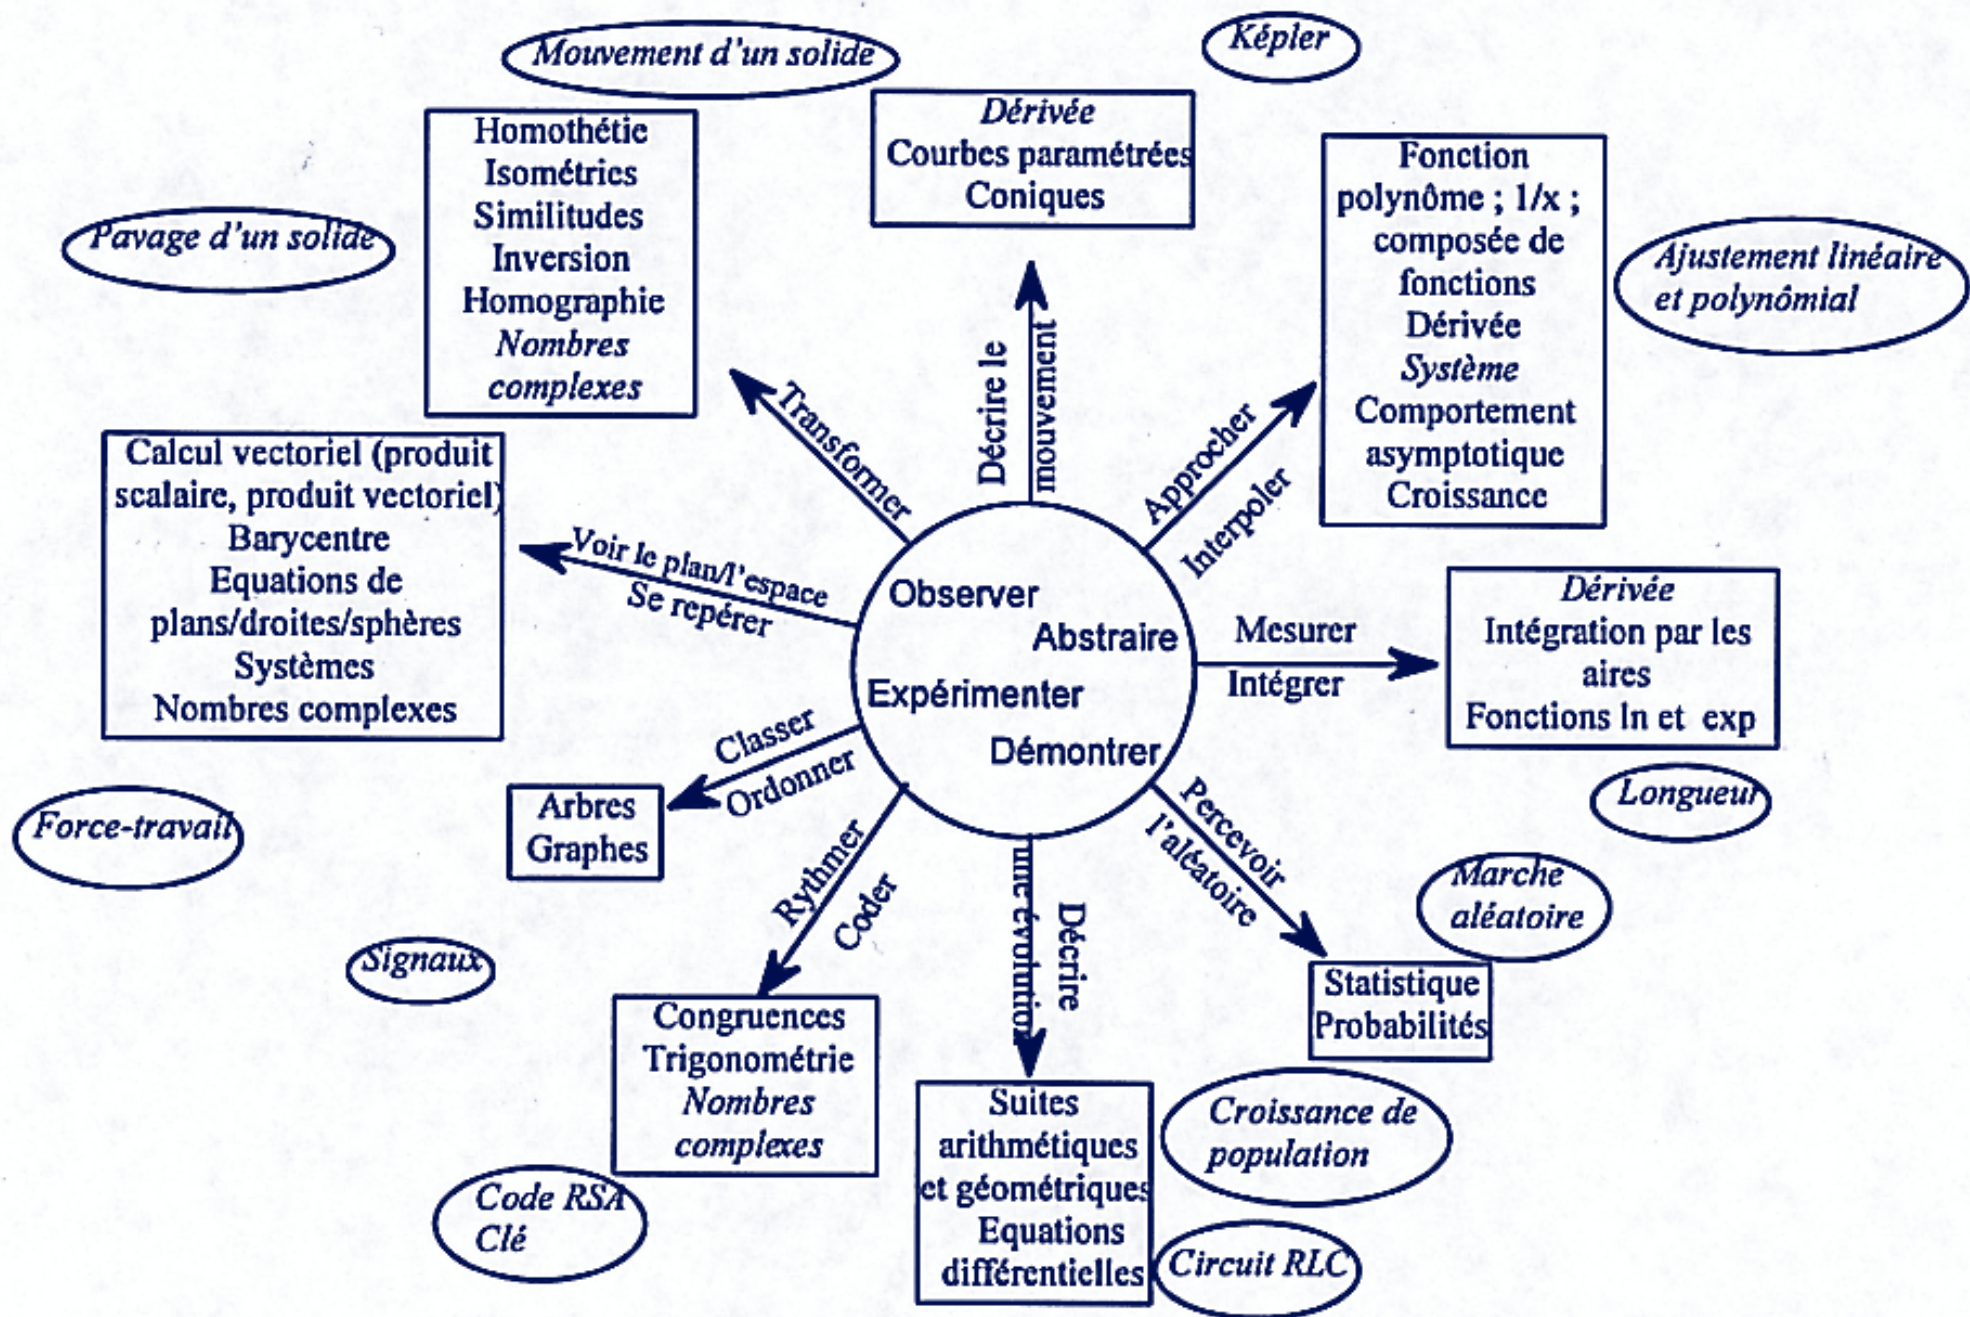 Mouvement d'un solide
Képler
Homothétie
Isométrics
Similitudes
Inversion
Homographie
Nombres
complexes
Dérivée
Courbes paramétrées
Coniques
Fonction
polynôme ; 1/x ;
composée de
fonctions
Dérivée
Système
Comportement
asymptotique
Croissance
Pavage d'un solide
Ajustement linéaire
et polynômial
Transformer
Décrire le
mouvement
Approcher
Interpoler
Calcul vectoriel (produit
scalaire, produit vectoriel)
Barycentre
Equations de
plans/droites/sphères
Systèmes
Nombres complexes
Voir le plan/l'espace
Se repérer
Observer
Abstraire
Expérimenter
Démontrer
Mesurer
Intégrer
Dérivée
Intégration par les
aires
Fonctions ln et exp
Longueur
Classer
Ordonner
Arbres
Graphes
Force-travail
Rythmer
Coder
Décrire
une évolution
Percevoir
l'aléatoire
Marche
aléatoire
Statistique
Probabilités
Signaux
Congruences
Trigonométrie
Nombres
complexes
Code RSA
Clé
Suites
arithmétiques
et géométriques
Equations
différentielles
Croissance de
population
Circuit RLC